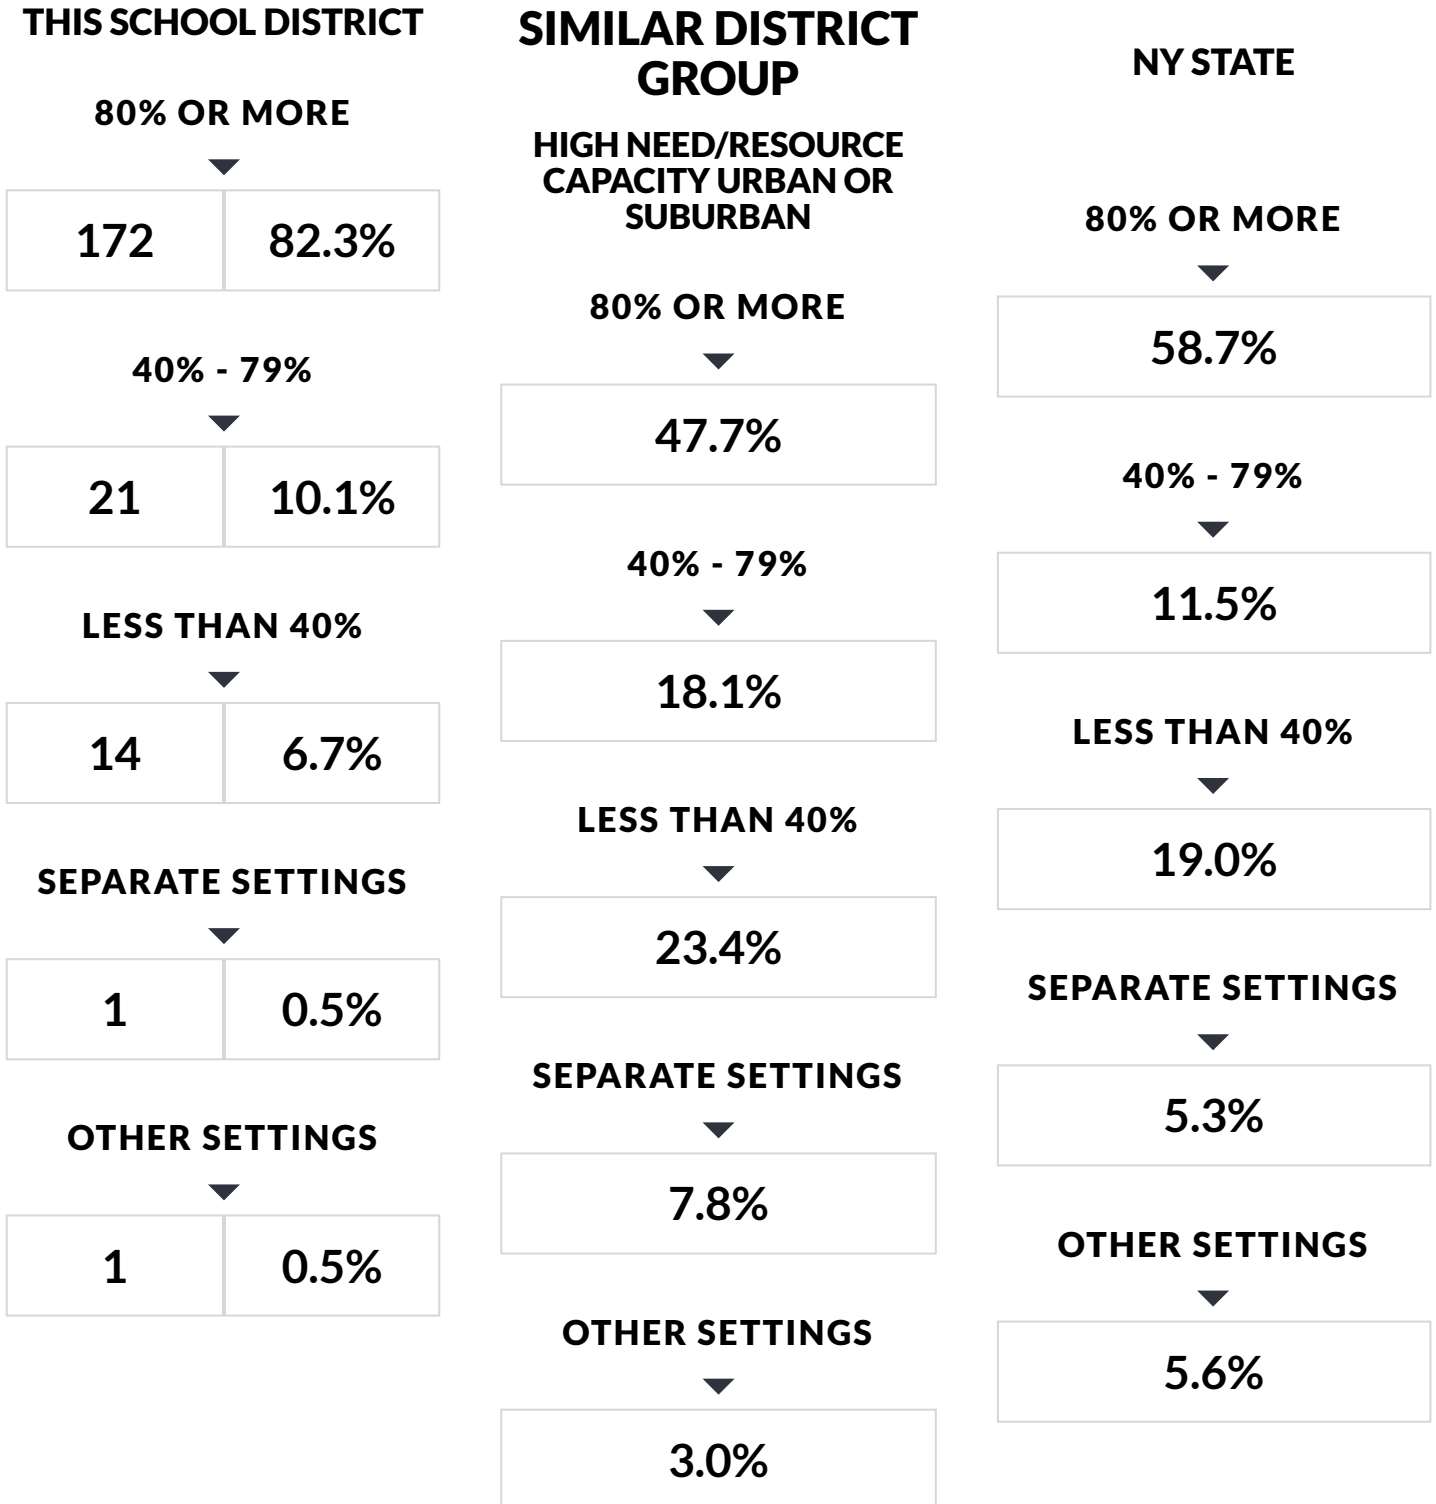 THIS SCHOOL DISTRICT
80% OR MORE
172 82.3%
40% - 79%
21 10.1%
LESS THAN 40%
14 6.7%
SEPARATE SETTINGS
1 0.5%
OTHER SETTINGS
1 0.5%
SIMILAR DISTRICT
GROUP
HIGH NEED/RESOURCE
CAPACITY URBAN OR
SUBURBAN
80% OR MORE
47.7%
40% - 79%
18.1%
LESS THAN 40%
23.4%
SEPARATE SETTINGS
7.8%
OTHER SETTINGS
3.0%
NY STATE
80% OR MORE
58.7%
40% - 79%
11.5%
LESS THAN 40%
19.0%
SEPARATE SETTINGS
5.3%
OTHER SETTINGS
5.6%